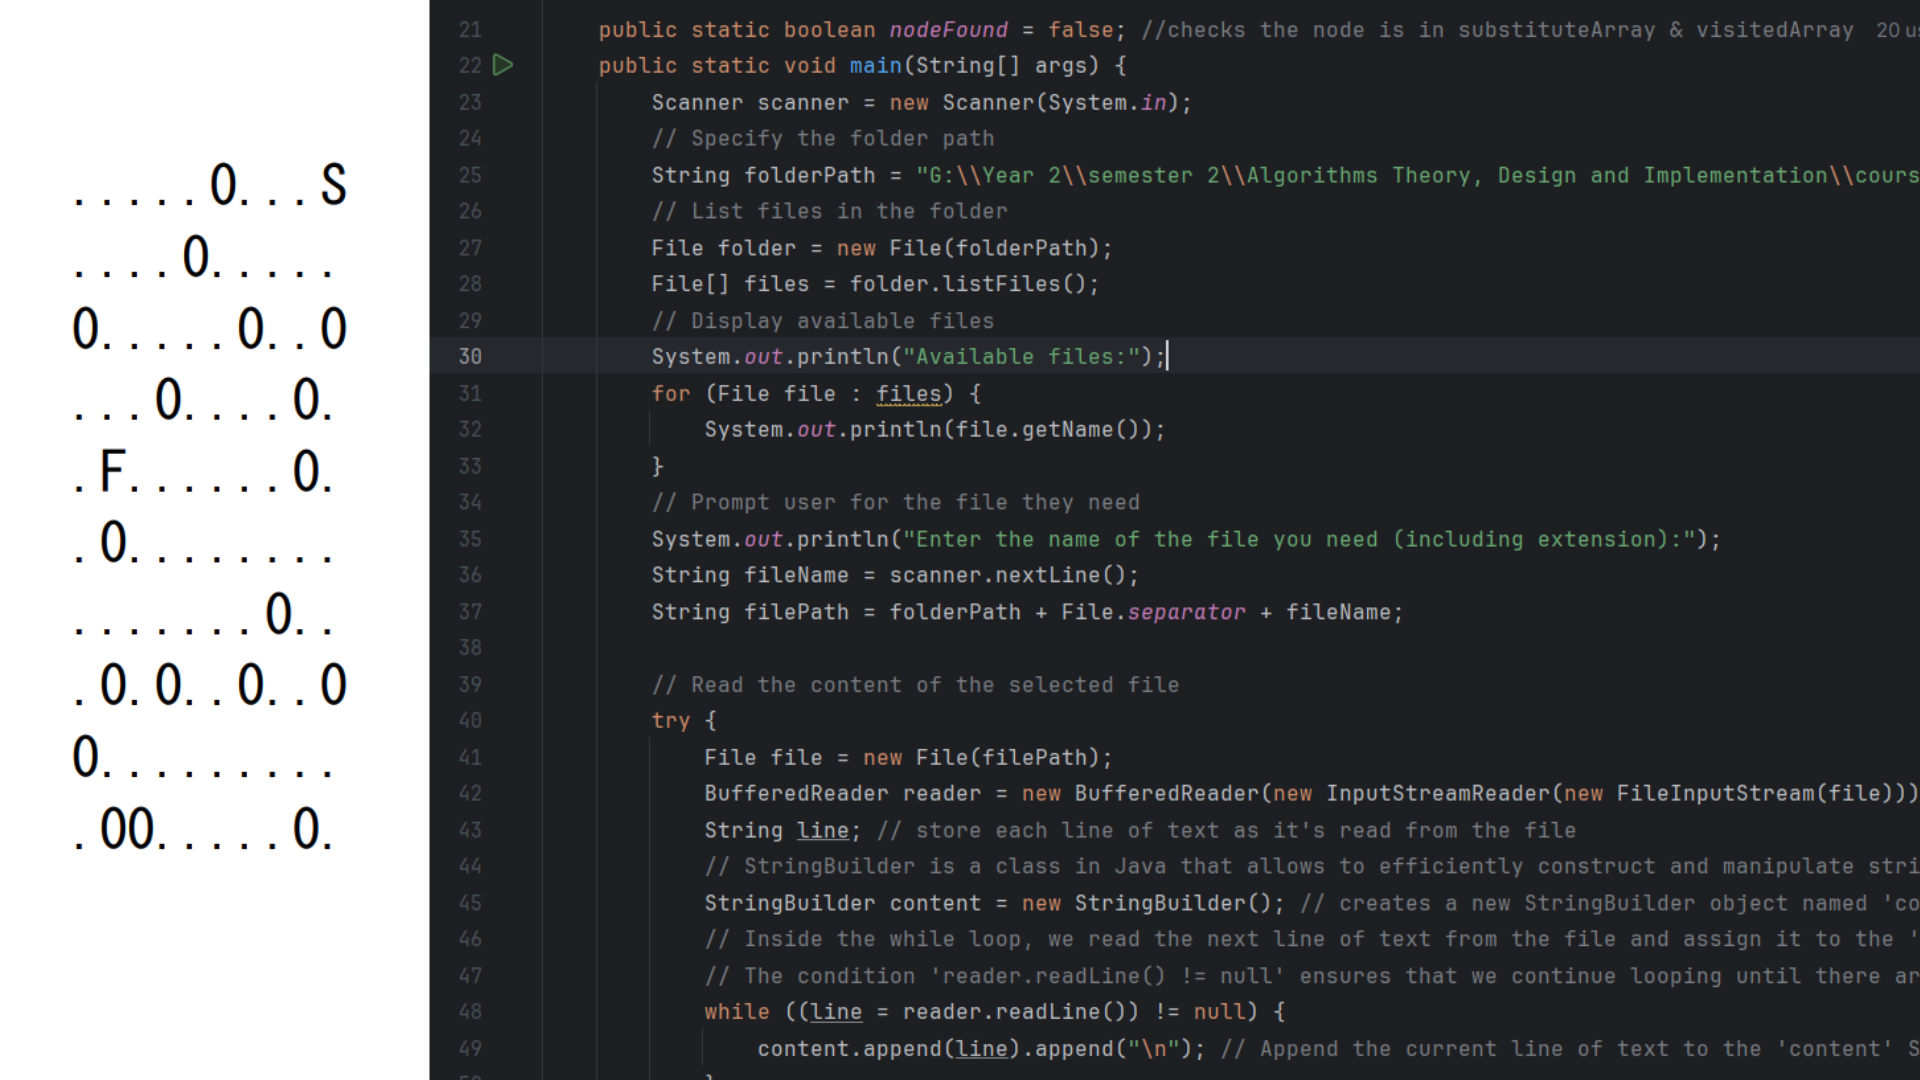 .....0...S
....0.....
0.....0..0
...0....0.
.F......0.
.0........
.......0..
.0.0..0..0
0.........
.00.....0.
21 public static boolean nodeFound = false; //checks the node is in substituteArray & visitedArray 20 us
22 public static void main(String[] args) {
23 Scanner scanner = new Scanner(System.in);
24 // Specify the folder path
25 String folderPath = "G:\\Year 2\\semester 2\\Algorithms Theory, Design and Implementation\\cours
26 // List files in the folder
27 File folder = new File(folderPath);
28 File[] files = folder.listFiles();
29 // Display available files
30 System.out.println("Available files:");
31 for (File file : files) {
32 System.out.println(file.getName());
33 }
34 // Prompt user for the file they need
35 System.out.println("Enter the name of the file you need (including extension):");
36 String fileName = scanner.nextLine();
37 String filePath = folderPath + File.separator + fileName;
38
39 // Read the content of the selected file
40 try {
41 File file = new File(filePath);
42 BufferedReader reader = new BufferedReader(new InputStreamReader(new FileInputStream(file)))
43 String line; // store each line of text as it's read from the file
44 // StringBuilder is a class in Java that allows to efficiently construct and manipulate stri
45 StringBuilder content = new StringBuilder(); // creates a new StringBuilder object named 'co
46 // Inside the while loop, we read the next line of text from the file and assign it to the '
47 // The condition 'reader.readLine() != null' ensures that we continue looping until there ar
48 while ((line = reader.readLine()) != null) {
49 content.append(line).append("\n"); // Append the current line of text to the 'content' S